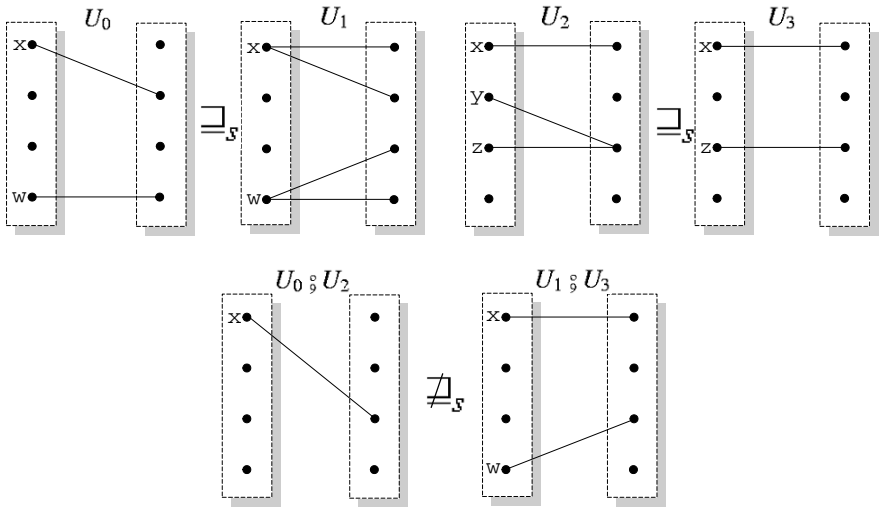 U₀ U₁ U₂ U₃
x x x x
y
⊒ₛ ⊒ₛ
z z
w w
U₀ ⨾ U₂ U₁ ⨾ U₃
x x
⋣ₛ
w